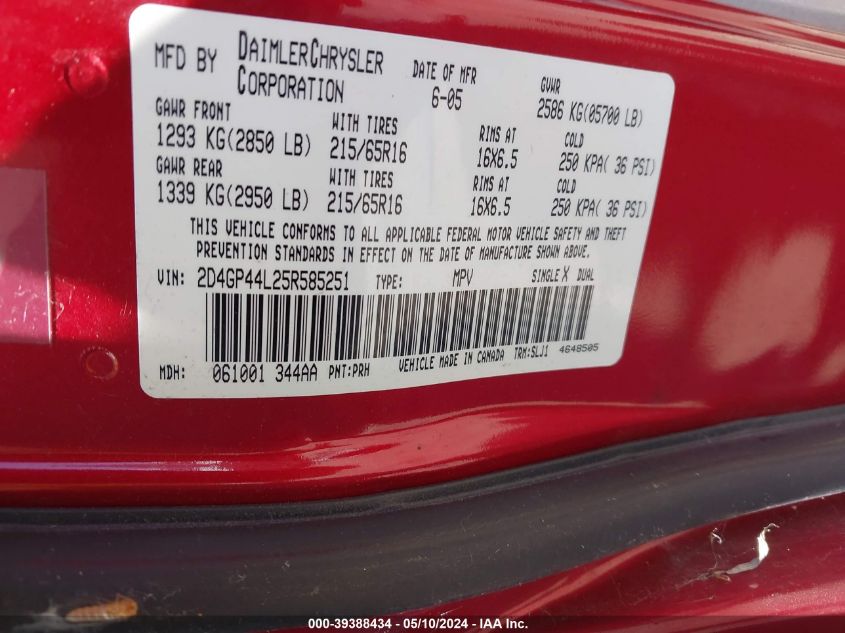 MFD BY DAIMLERCHRYSLER CORPORATION DATE OF MFR 6-05 GVWR 2586 KG(05700 LB)
GAWR FRONT WITH TIRES RIMS AT COLD
1293 KG(2850 LB) 215/65R16 16X6.5 250 KPA( 36 PSI)
GAWR REAR WITH TIRES RIMS AT COLD
1339 KG(2950 LB) 215/65R16 16X6.5 250 KPA( 36 PSI)
THIS VEHICLE CONFORMS TO ALL APPLICABLE FEDERAL MOTOR VEHICLE SAFETY AND THEFT
PREVENTION STANDARDS IN EFFECT ON THE DATE OF MANUFACTURE SHOWN ABOVE.
VIN: 2D4GP44L25R585251 TYPE: MPV SINGLE X DUAL
MDH: 061001 344AA PNT:PRH VEHICLE MADE IN CANADA TRM:SLJ1 4648505
000-39388434 - 05/10/2024 - IAA Inc.